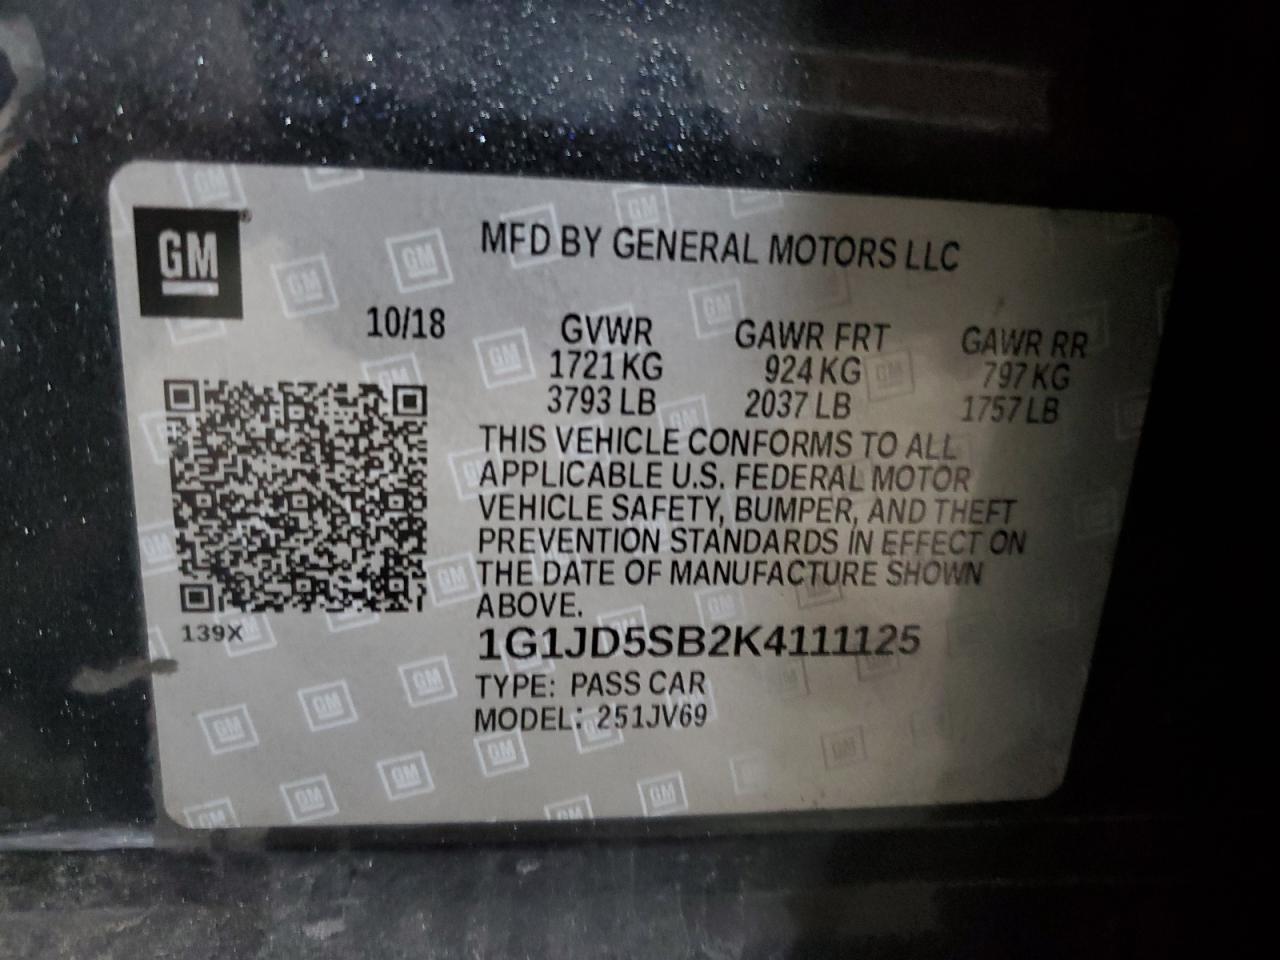 GM
MFD BY GENERAL MOTORS LLC
10/18
GVWR GAWR FRT GAWR RR
1721 KG 924 KG 797 KG
3793 LB 2037 LB 1757 LB
THIS VEHICLE CONFORMS TO ALL
APPLICABLE U.S. FEDERAL MOTOR
VEHICLE SAFETY, BUMPER, AND THEFT
PREVENTION STANDARDS IN EFFECT ON
THE DATE OF MANUFACTURE SHOWN
ABOVE.
139X
1G1JD5SB2K4111125
TYPE: PASS CAR
MODEL: 251JV69